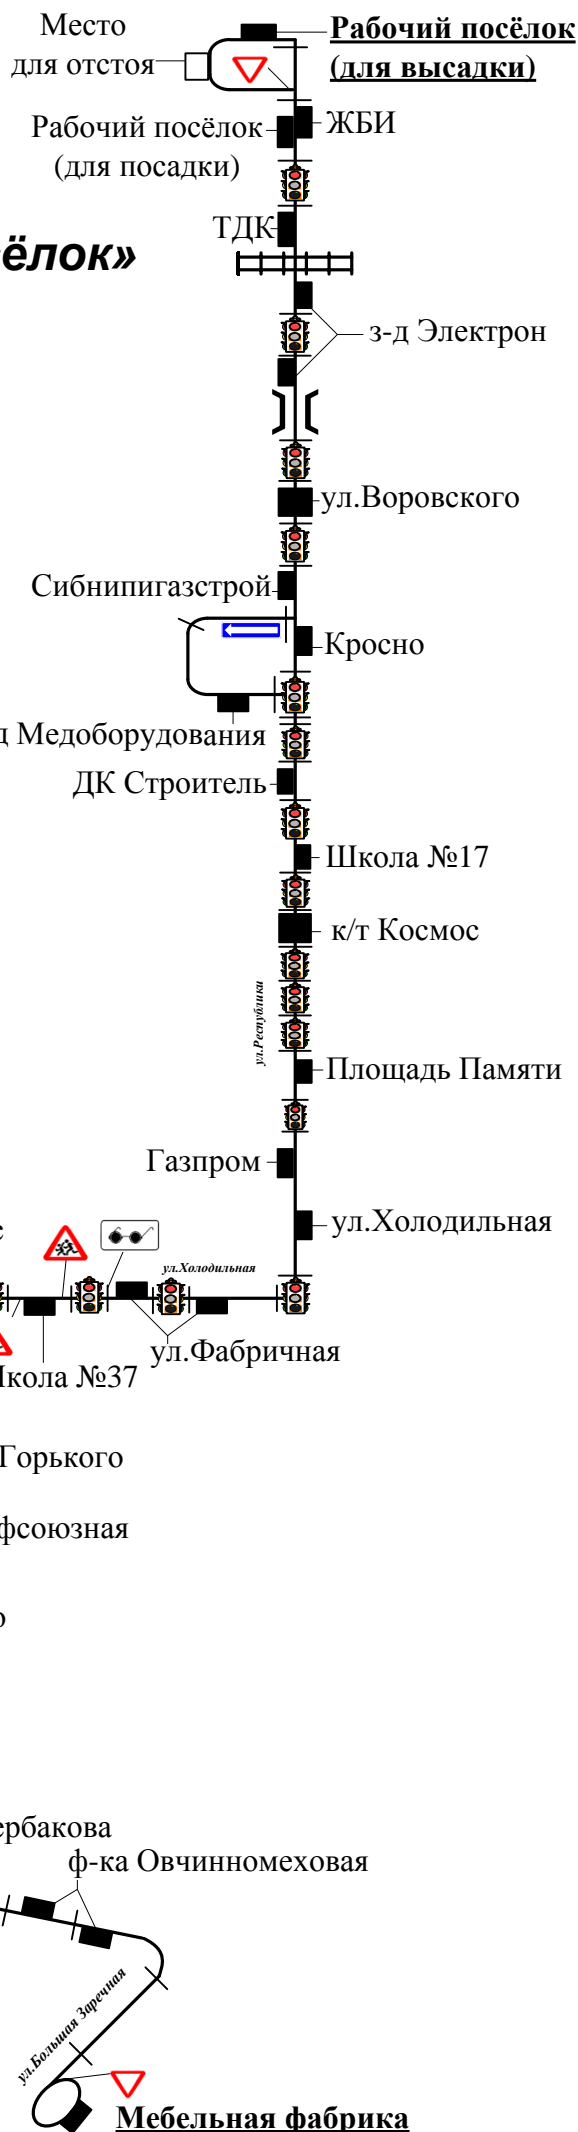 Место
для отстоя
Рабочий посёлок
(для высадки)
Рабочий посёлок
(для посадки)
ЖБИ
ТДК
ёлок»
з-д Электрон
ул.Воровского
Сибнипигазстрой
Кросно
д Медоборудования
ДК Строитель
Школа №17
к/т Космос
ул.Республики
Площадь Памяти
Газпром
ул.Холодильная
с
ул.Холодильная
ул.Фабричная
кола №37
Горького
фсоюзная
о
ербакова
ф-ка Овчинномеховая
ул.Большая Заречная
Мебельная фабрика